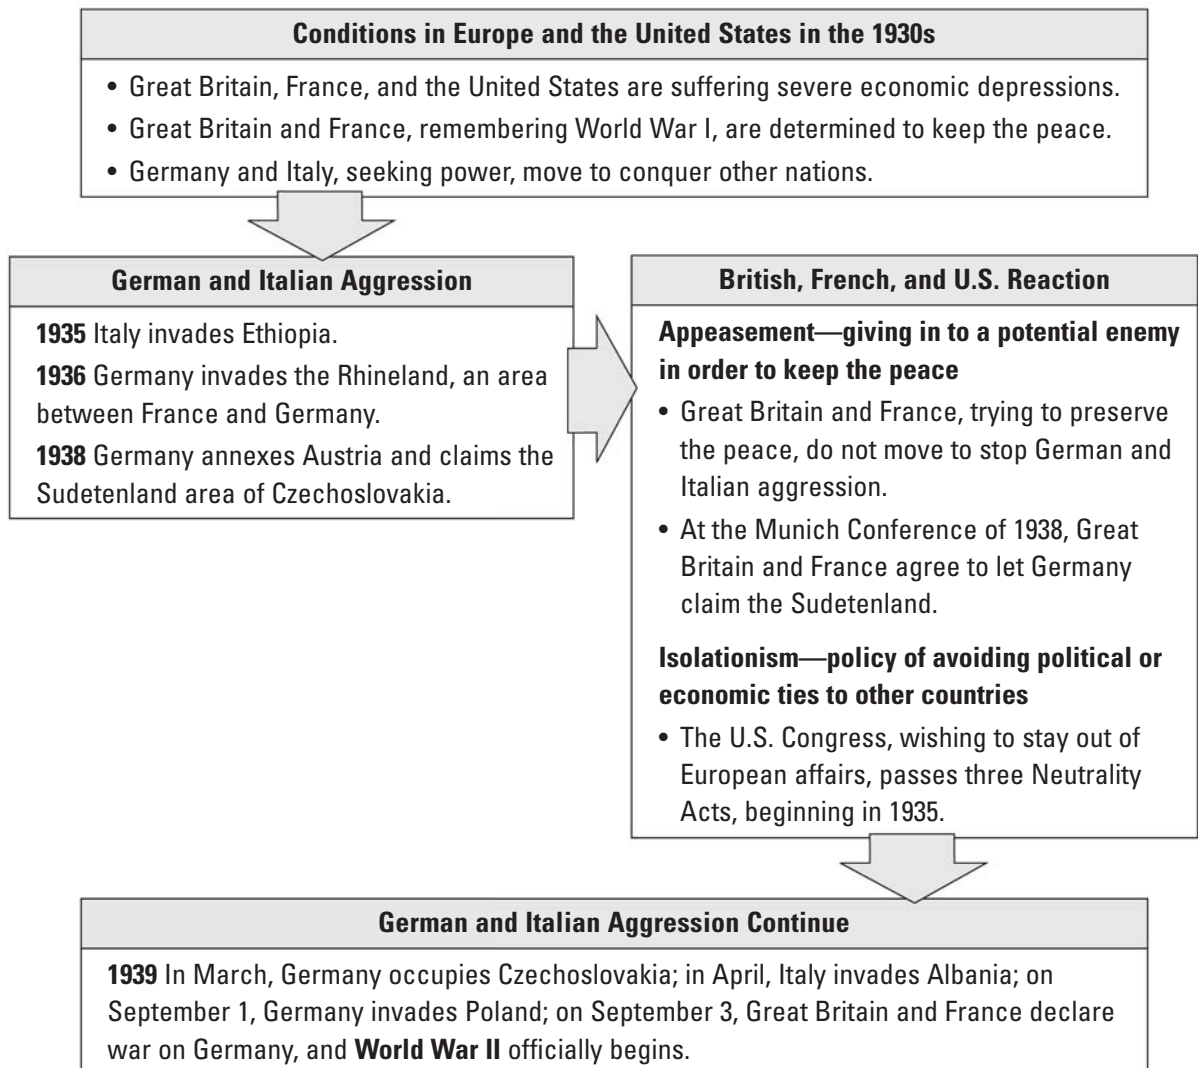 Conditions in Europe and the United States in the 1930s
• Great Britain, France, and the United States are suffering severe economic depressions.
• Great Britain and France, remembering World War I, are determined to keep the peace.
• Germany and Italy, seeking power, move to conquer other nations.
German and Italian Aggression
1935 Italy invades Ethiopia.
1936 Germany invades the Rhineland, an area
between France and Germany.
1938 Germany annexes Austria and claims the
Sudetenland area of Czechoslovakia.
British, French, and U.S. Reaction
Appeasement—giving in to a potential enemy
in order to keep the peace
• Great Britain and France, trying to preserve
the peace, do not move to stop German and
Italian aggression.
• At the Munich Conference of 1938, Great
Britain and France agree to let Germany
claim the Sudetenland.
Isolationism—policy of avoiding political or
economic ties to other countries
• The U.S. Congress, wishing to stay out of
European affairs, passes three Neutrality
Acts, beginning in 1935.
German and Italian Aggression Continue
1939 In March, Germany occupies Czechoslovakia; in April, Italy invades Albania; on
September 1, Germany invades Poland; on September 3, Great Britain and France declare
war on Germany, and World War II officially begins.